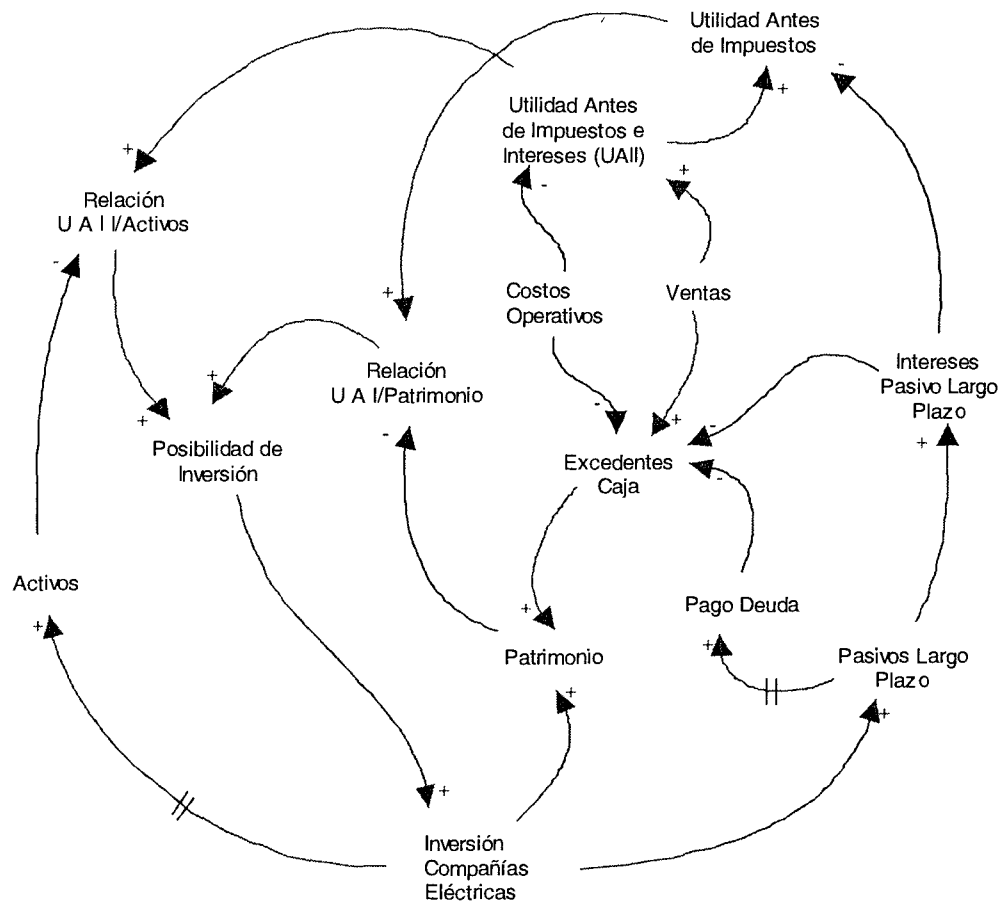 Utilidad Antes
de Impuestos
-
+
Utilidad Antes
de Impuestos e
Intereses (UAII)
+
-
+
Relación
U A I I/Activos
-
Costos
Operativos
Ventas
+
Relación
U A I/Patrimonio
Intereses
Pasivo Largo
Plazo
+
+
-
+
-
+
-
Posibilidad de
Inversión
Excedentes
Caja
-
Activos
+
+
Pago Deuda
+
Patrimonio
Pasivos Largo
Plazo
+
+
+
Inversión
Compañías
Eléctricas